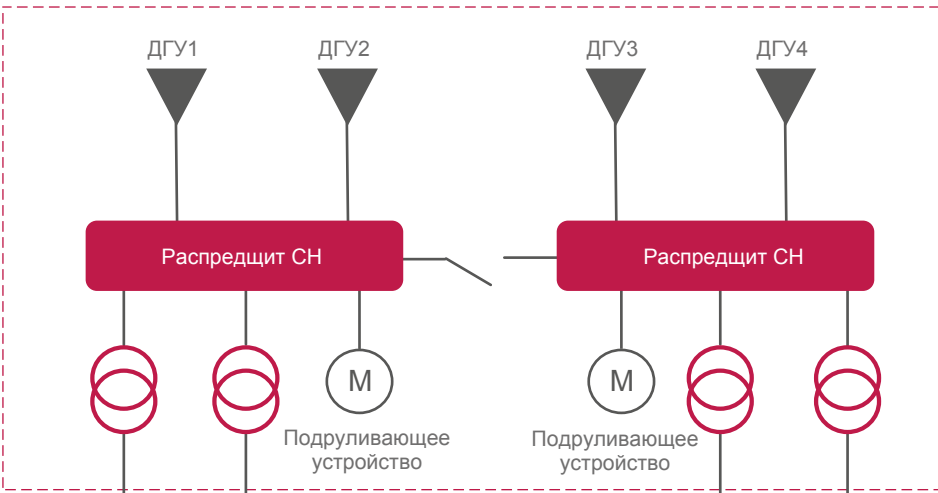 ДГУ1
ДГУ2
ДГУ3
ДГУ4
Распредщит СН
Распредщит СН
М
М
Подруливающее
устройство
Подруливающее
устройство